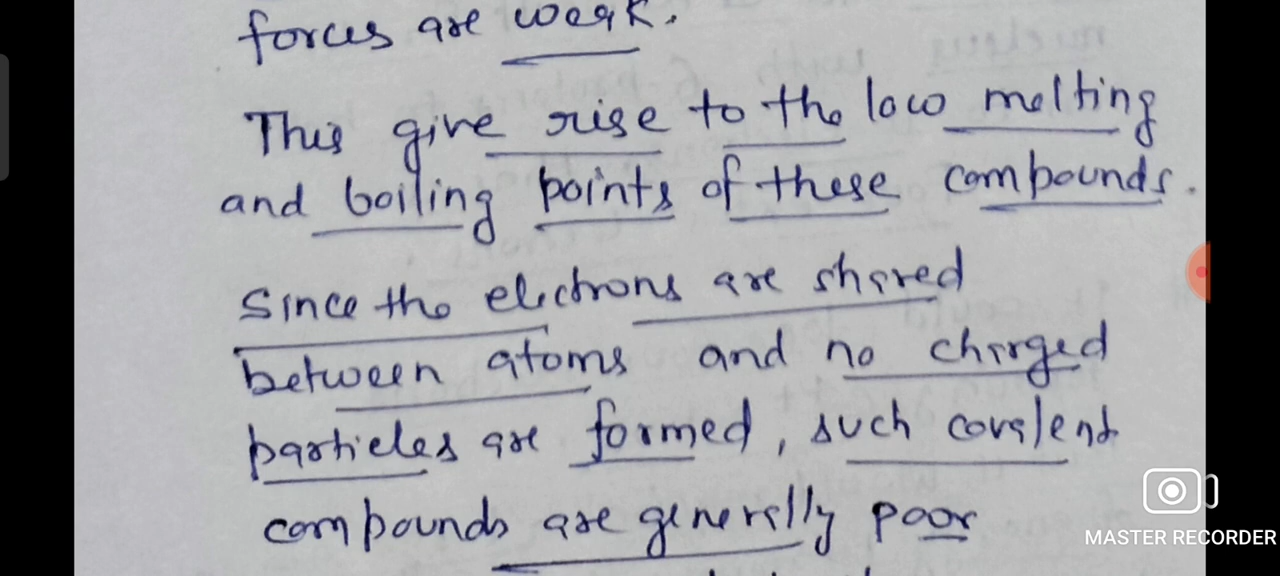 forces are weak.
This give rise to the low melting
and boiling points of these compounds.
Since the electrons are shared
between atoms and no charged
particles are formed, such covalent
compounds are generally poor
MASTER RECORDER